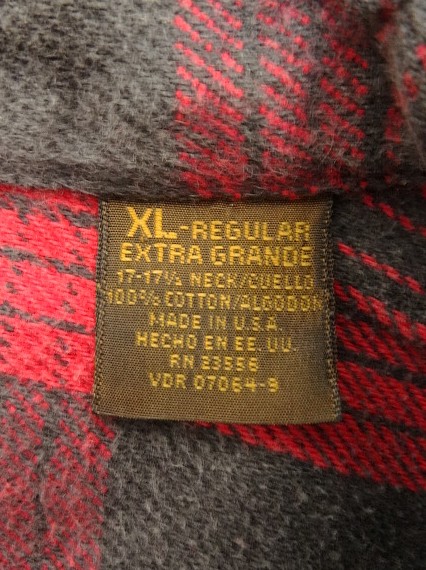 XL-REGULAR
EXTRA GRANDE
17-17½ NECK/CUELLO
100% COTTON/ALGODON
MADE IN U.S.A.
HECHO EN EE. UU.
RN 23556
VDR 07064-9